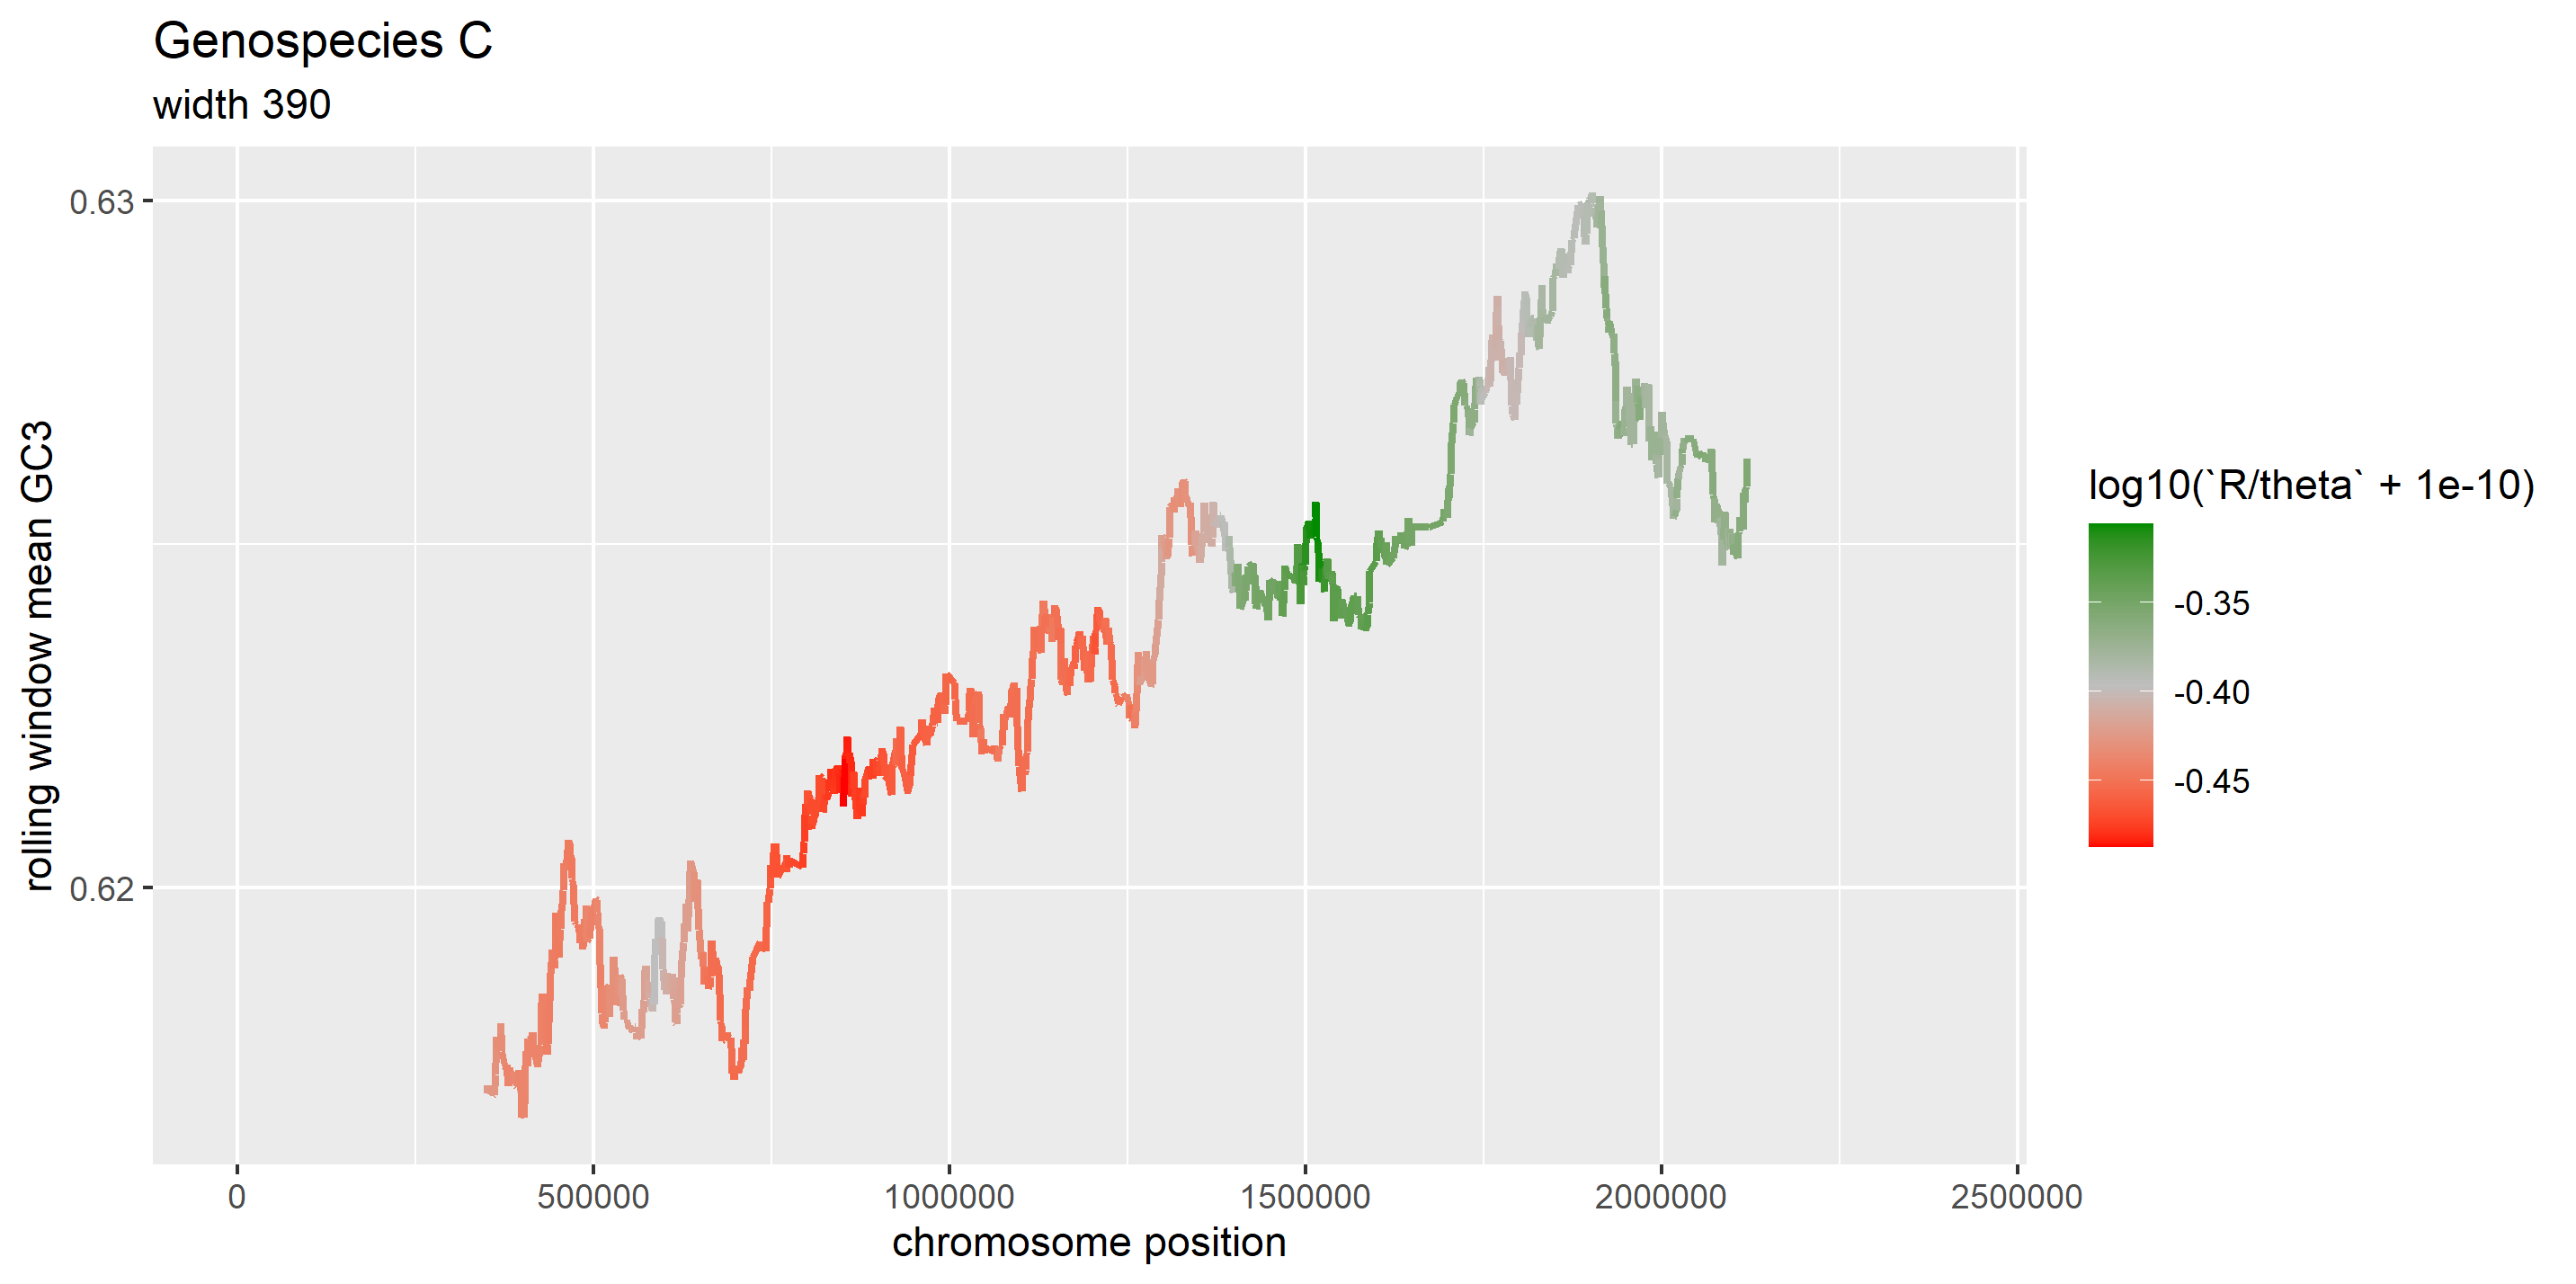 Genospecies C
width 390
rolling window mean GC3
0.63
0.62
0
500000
1000000
1500000
2000000
2500000
chromosome position
log10(`R/theta` + 1e-10)
-0.35
-0.40
-0.45